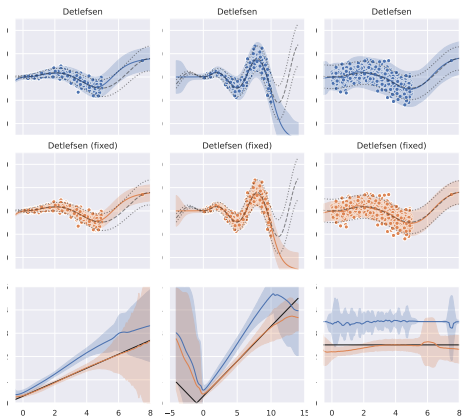 Detlefsen Detlefsen Detlefsen
Detlefsen (fixed) Detlefsen (fixed) Detlefsen (fixed)
0 2 4 6 8 −5 0 5 10 15 0 2 4 6 8